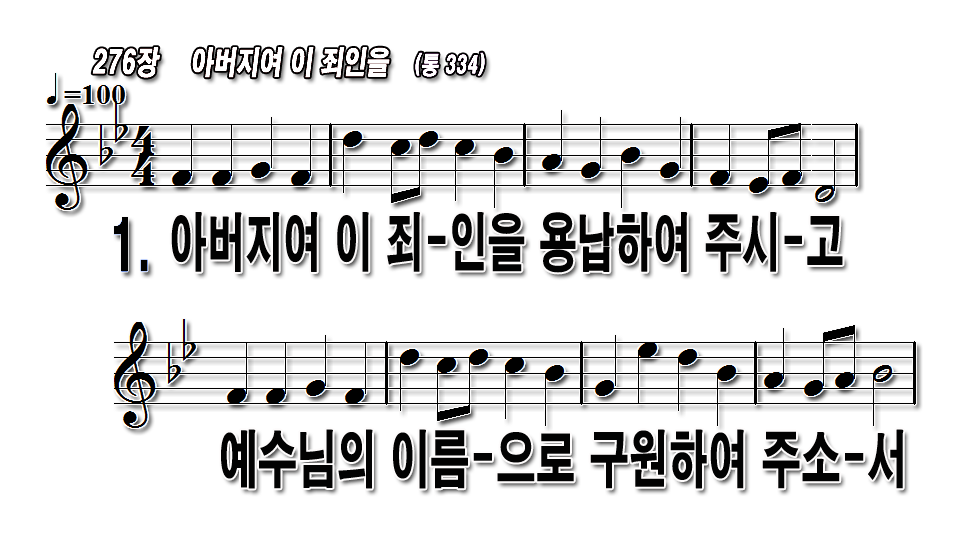 276장 아버지여 이 죄인을 (통 334)
♩=100
4
4
1. 아버지여 이 죄-인을 용납하여 주시-고
예수님의 이름-으로 구원하여 주소-서